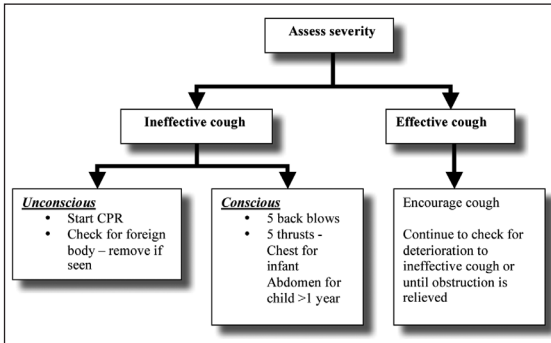 Assess severity
Ineffective cough
Effective cough
Unconscious
• Start CPR
• Check for foreign
body – remove if
seen
Conscious
• 5 back blows
• 5 thrusts -
Chest for
infant
Abdomen for
child >1 year
Encourage cough
Continue to check for
deterioration to
ineffective cough or
until obstruction is
relieved